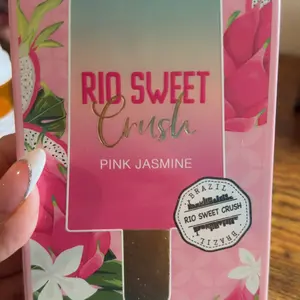 RIO SWEET
Crush
PINK JASMINE
BRAZIL
RIO SWEET CRUSH
BRAZIL